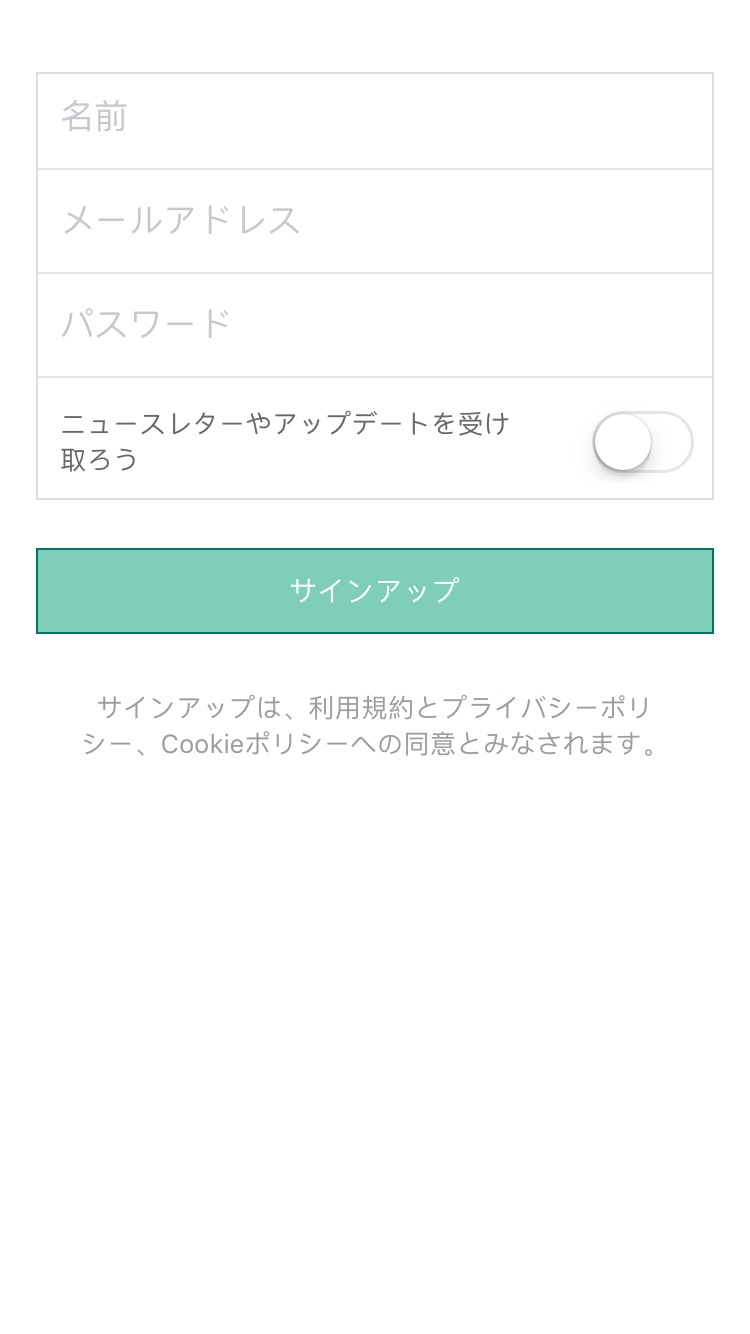 名前
メールアドレス
パスワード
ニュースレターやアップデートを受け
取ろう
サインアップ
サインアップは、利用規約とプライバシーポリ
シー、Cookieポリシーへの同意とみなされます。